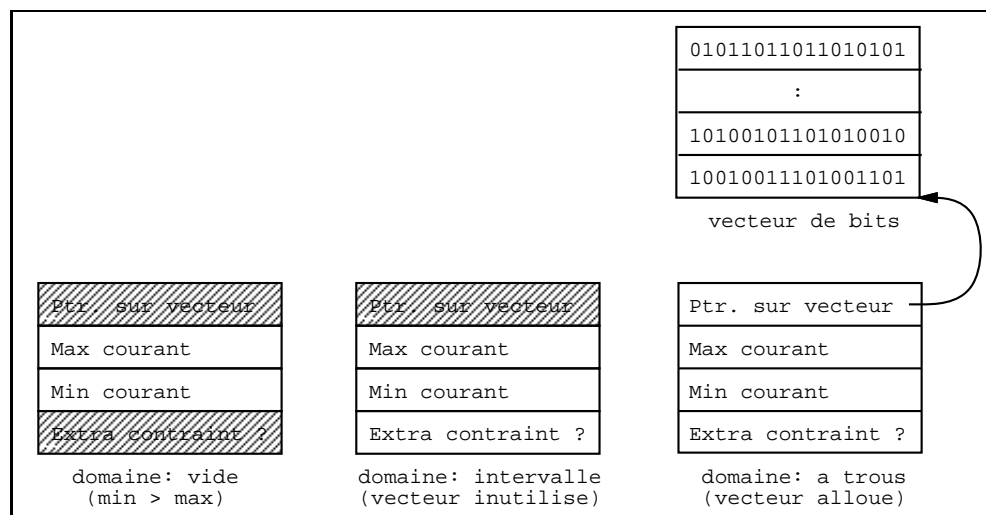 01011011011010101
:
10100101101010010
10010011101001101
vecteur de bits
Ptr. sur vecteur
Max courant
Min courant
Extra contraint ?
domaine: vide
(min > max)
Ptr. sur vecteur
Max courant
Min courant
Extra contraint ?
domaine: intervalle
(vecteur inutilise)
Ptr. sur vecteur
Max courant
Min courant
Extra contraint ?
domaine: a trous
(vecteur alloue)